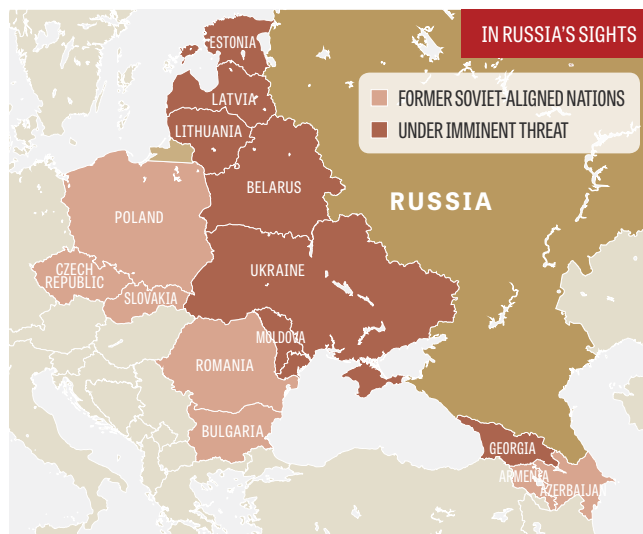 IN RUSSIA'S SIGHTS
FORMER SOVIET-ALIGNED NATIONS
UNDER IMMINENT THREAT
ESTONIA
LATVIA
LITHUANIA
BELARUS
RUSSIA
POLAND
UKRAINE
CZECH
REPUBLIC
SLOVAKIA
MOLDOVA
ROMANIA
BULGARIA
GEORGIA
ARMENIA
AZERBAIJAN